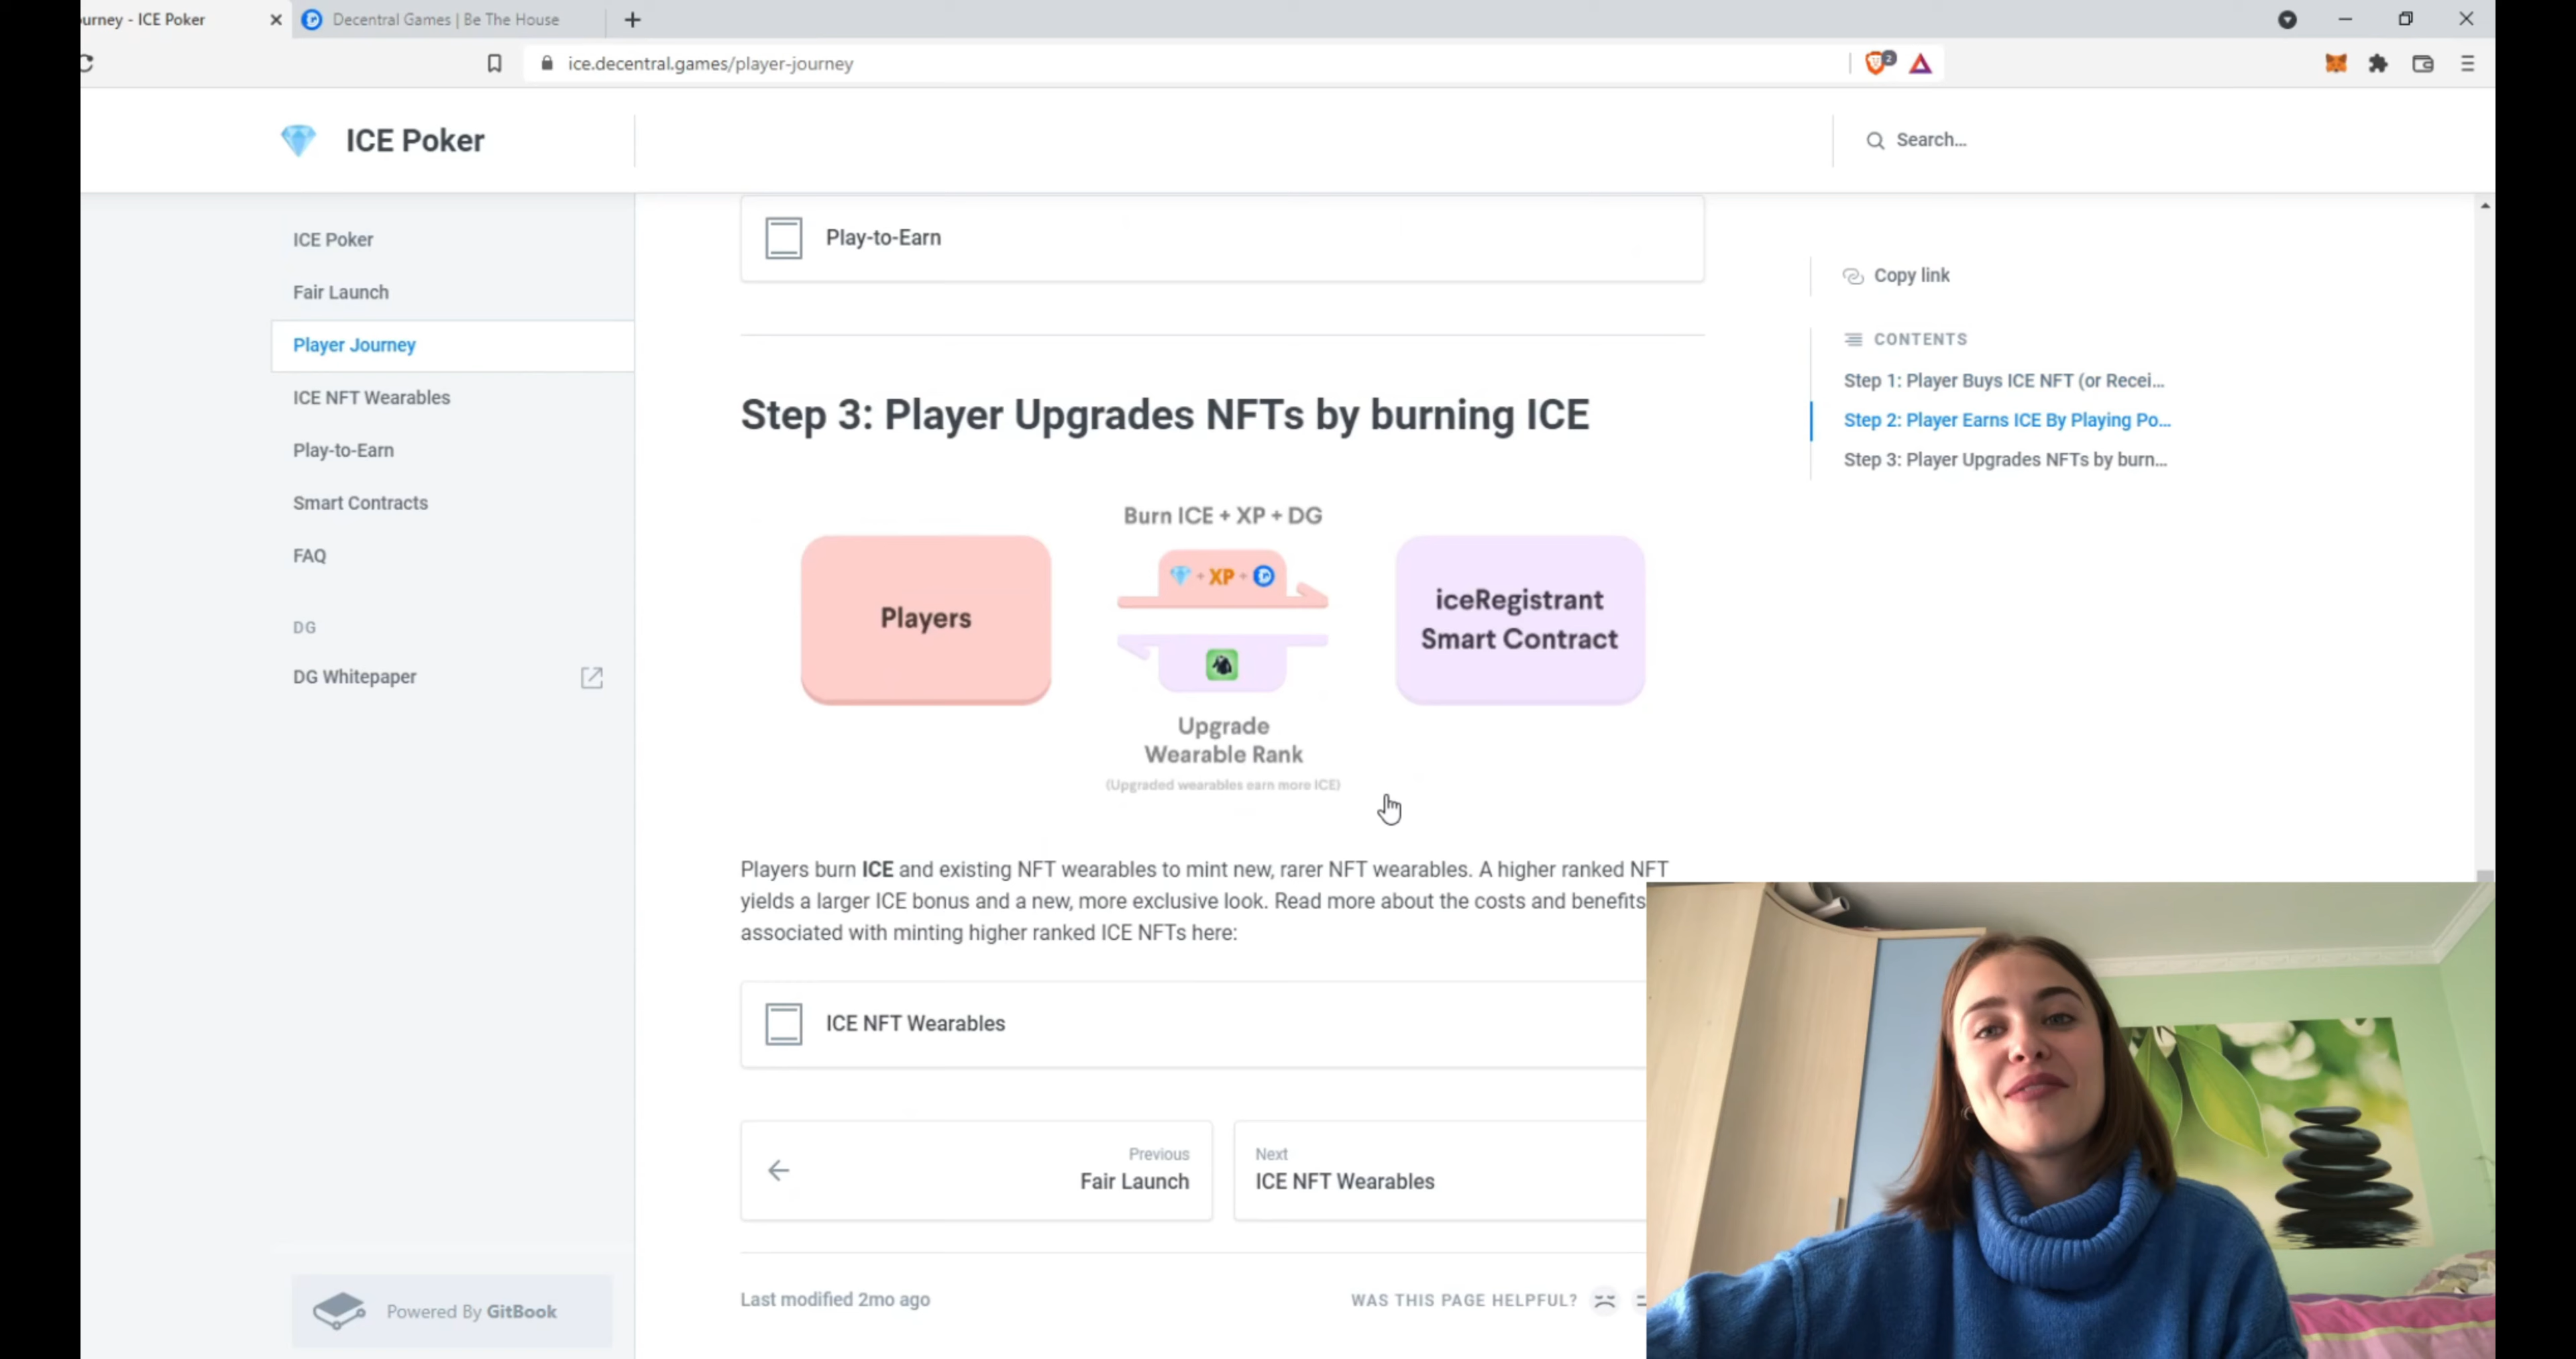 urney - ICE Poker
Decentral Games | Be The House
ice.decentral.games/player-journey
2
ICE Poker
Search...
ICE Poker
Fair Launch
Player Journey
ICE NFT Wearables
Play-to-Earn
Smart Contracts
FAQ
DG
DG Whitepaper
Powered By GitBook
Play-to-Earn
Step 3: Player Upgrades NFTs by burning ICE
Burn ICE + XP + DG
+ XP +
Players
iceRegistrant
Smart Contract
Upgrade
Wearable Rank
(Upgraded wearables earn more ICE)
Players burn ICE and existing NFT wearables to mint new, rarer NFT wearables. A higher ranked NFT
yields a larger ICE bonus and a new, more exclusive look. Read more about the costs and benefits
associated with minting higher ranked ICE NFTs here:
ICE NFT Wearables
Previous
Fair Launch
Next
ICE NFT Wearables
Last modified 2mo ago
WAS THIS PAGE HELPFUL?
Copy link
CONTENTS
Step 1: Player Buys ICE NFT (or Recei...
Step 2: Player Earns ICE By Playing Po...
Step 3: Player Upgrades NFTs by burn...